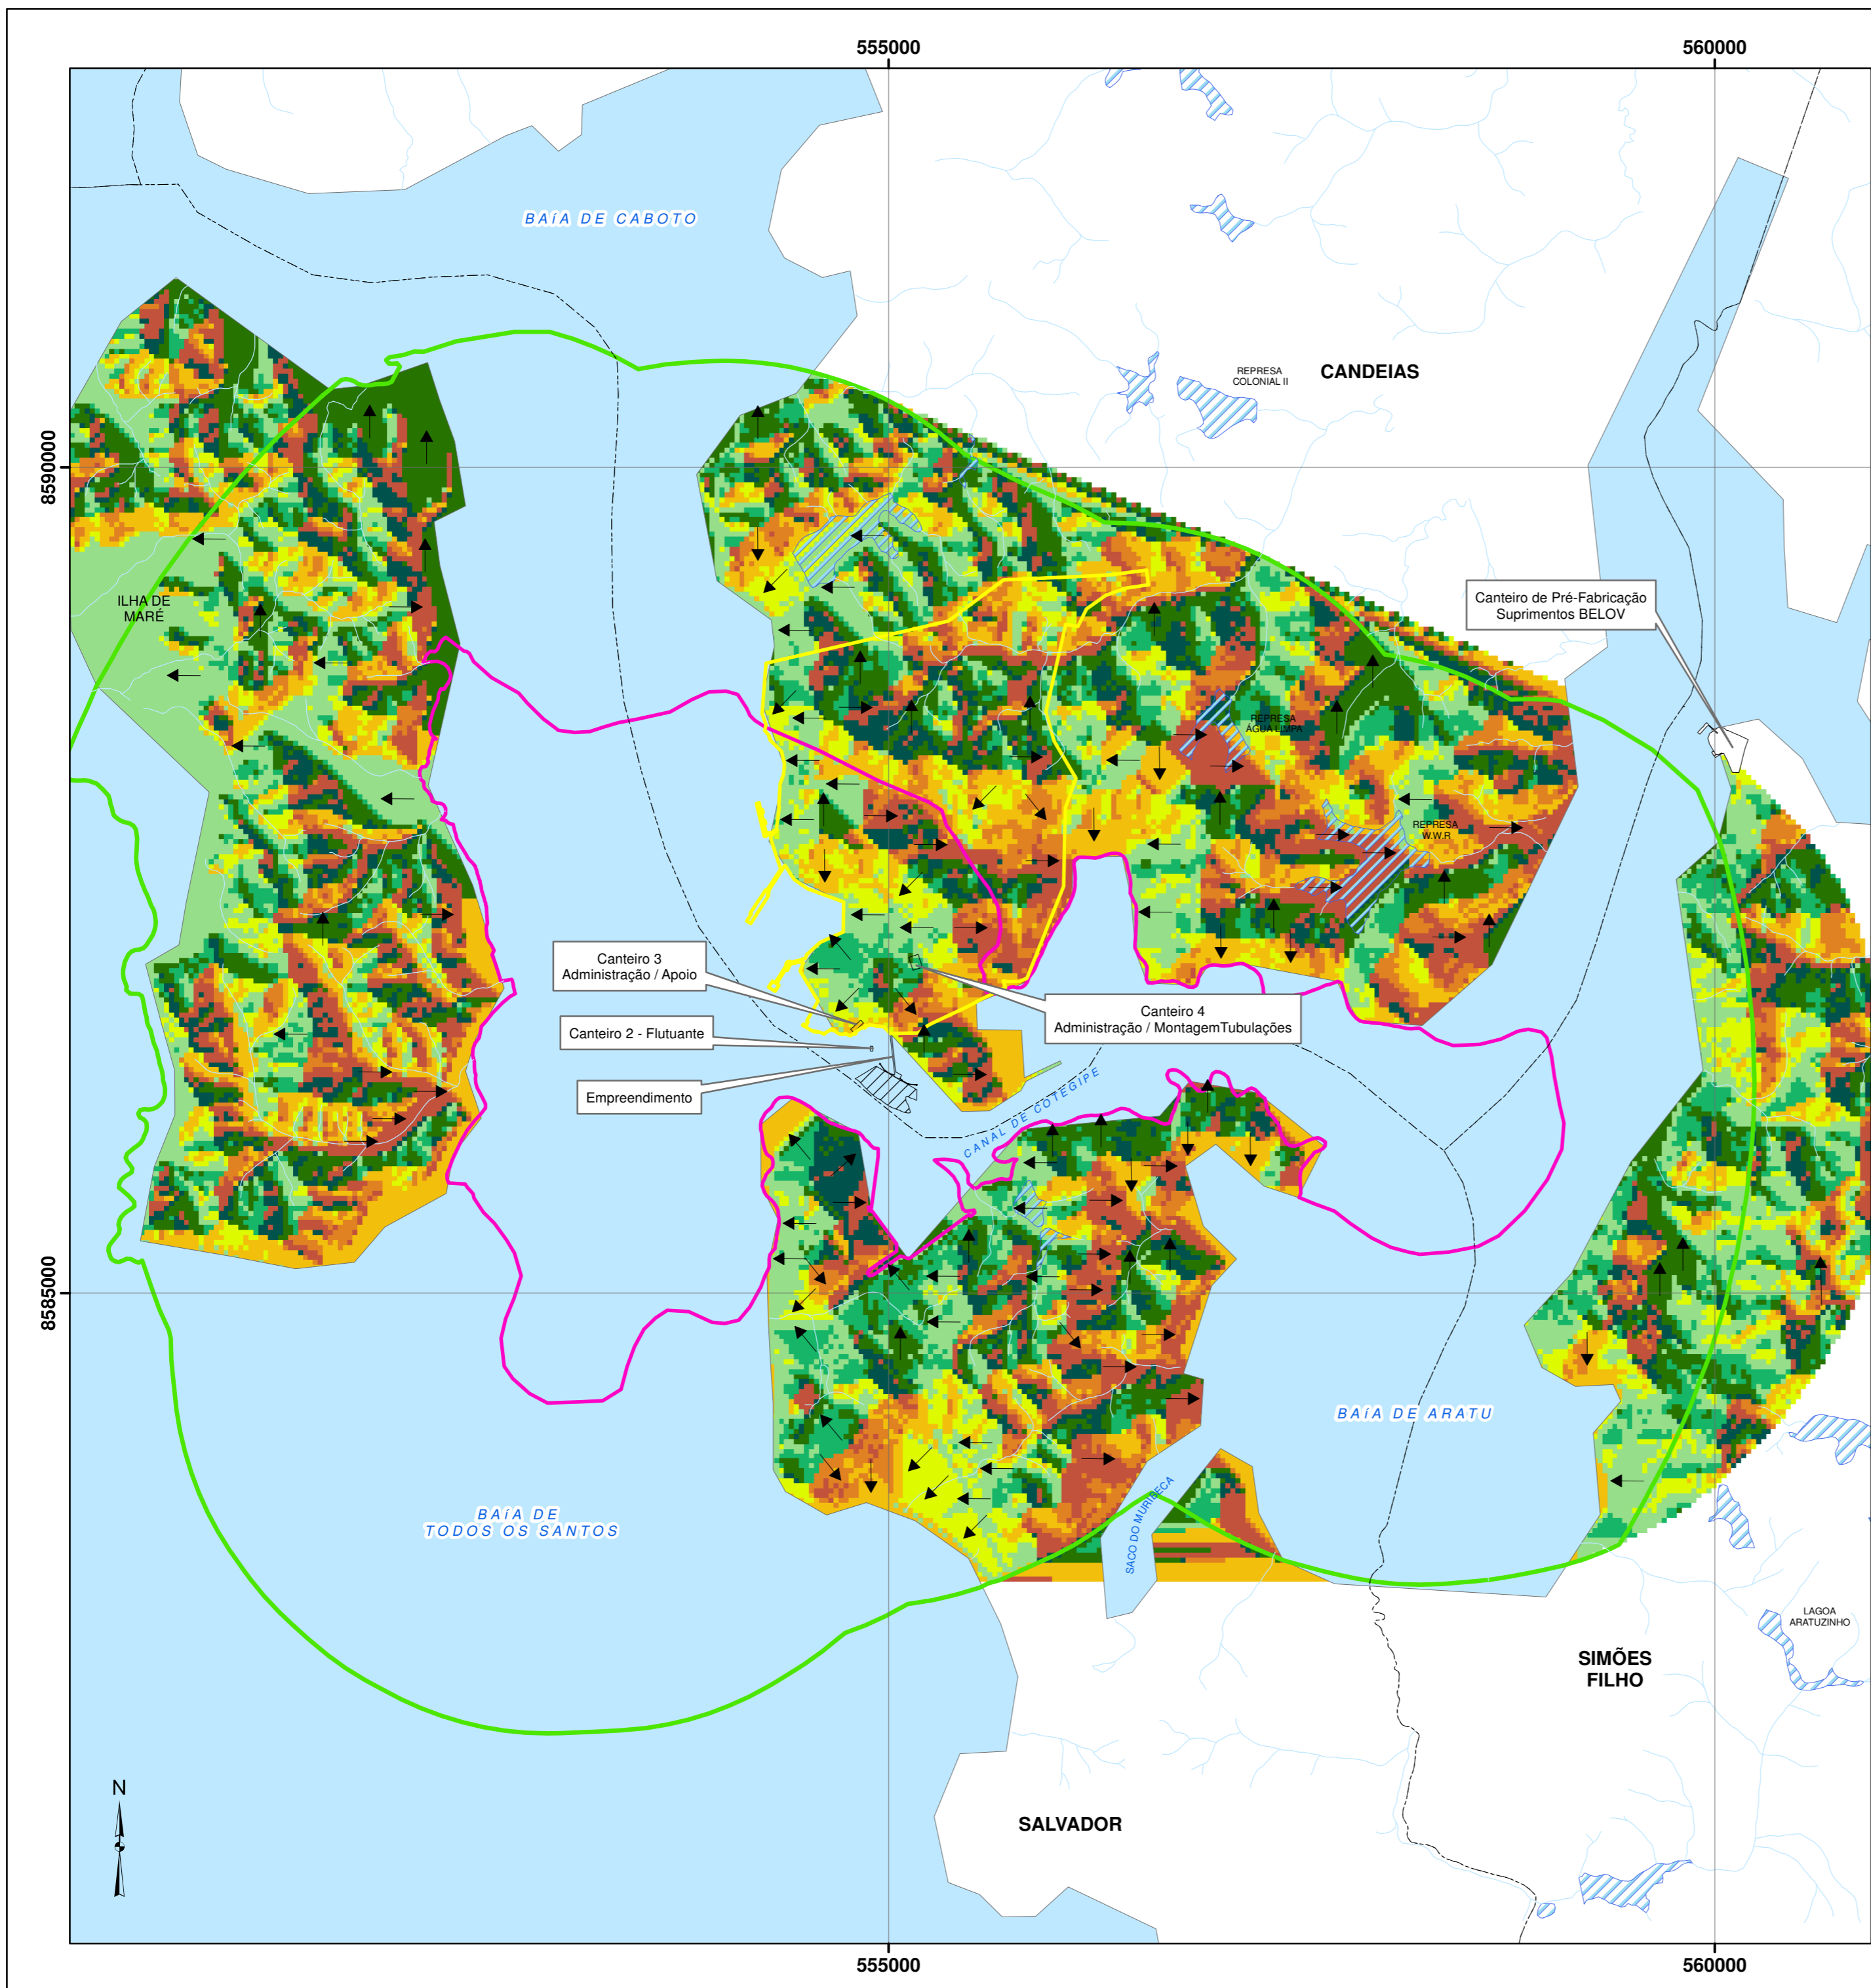 555000
560000
BAÍA DE CABOTO
REPRESA
COLONIAL II
CANDEIAS
8590000
Canteiro de Pré-Fabricação
Suprimentos BELOV
ILHA DE
MARÉ
REPRESA
ÁGUA LIMPA
REPRESA
W.W.R
Canteiro 3
Administração / Apoio
Canteiro 4
Administração / MontagemTubulações
Canteiro 2 - Flutuante
Empreendimento
CANAL DE COTEGIPE
8585000
BAÍA DE ARATU
BAÍA DE
TODOS OS SANTOS
SACO DO MURIBECA
LAGOA
ARATUZINHO
SIMÕES
FILHO
N
SALVADOR
555000
560000